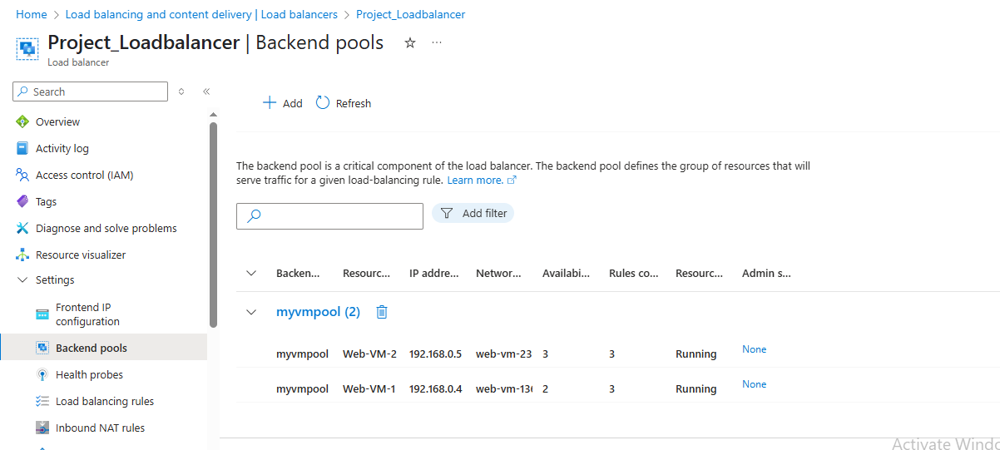 Home > Load balancing and content delivery | Load balancers > Project_Loadbalancer
Project_Loadbalancer | Backend pools
Load balancer
Search
Overview
Activity log
Access control (IAM)
Tags
Diagnose and solve problems
Resource visualizer
Settings
Frontend IP
configuration
Backend pools
Health probes
Load balancing rules
Inbound NAT rules
Add Refresh
The backend pool is a critical component of the load balancer. The backend pool defines the group of resources that will
serve traffic for a given load-balancing rule. Learn more.
Add filter
Backen... Resourc... IP addre... Networ... Availabi... Rules co... Resourc... Admin s...
myvmpool (2)
myvmpool Web-VM-2 192.168.0.5 web-vm-23 3 3 Running None
myvmpool Web-VM-1 192.168.0.4 web-vm-136 2 3 Running None
Activate Windo